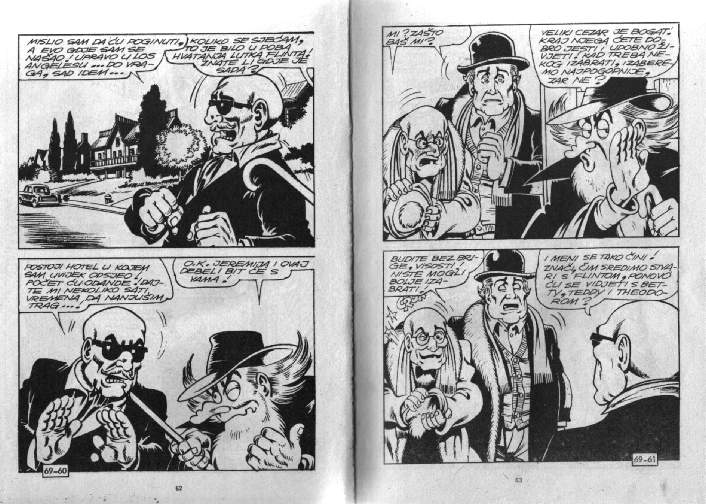 MISLIO SAM DA ĆU POGINUTI,
A EVO GDJE SAM SE
NAŠAO! UPRAVO U LOS
ANGELESU... DO VRA-
GA, SAD IDEM...
KOLIKO SE SJEĆAM,
TO JE BILO U DOBA
HVATANJA LUTKA FLINTA!
ZNATE LI GDJE JE
SADA?
POSTOJI HOTEL U KOJEM
SAM UVIJEK ODSJEO!
POČET ĆU ODANDE! DAJ-
TE MI NEKOLIKO SATI
VREMENA DA NANJUŠIM
TRAG...!
O.K. JEREMIJA I OVAJ
DEBELI BIT ĆE S
VAMA!
69-60
62
MI? ZAŠTO
BAŠ MI?
VELIKI CEZAR JE BOGAT.
KRAJ NJEGA ĆETE DO-
BRO JESTI I UDOBNO ŽI-
VJETI, I KAD TREBA NE-
KOG IZABRATI, IZABERE-
MO NAJPOGODNIJE,
ZAR NE?
BUDITE BEZ BRI-
GE, VISOSTI?
NISTE MOGLI
BOLJE IZA-
BRATI.
I MENI SE TAKO ČINI!
ZNAČI, ČIM SREDIMO STVA-
RI S FLINTOM, PONOVO
ĆU SE VIDJETI S BET-
TY, TEDDY I THEODO-
ROM?
69-61
63